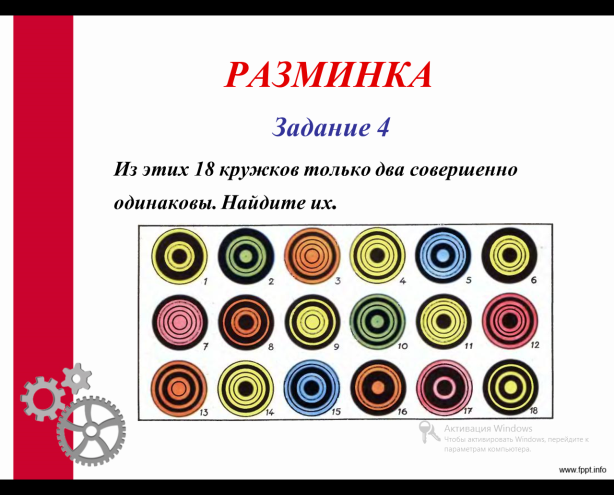 РАЗМИНКА
Задание 4
Из этих 18 кружков только два совершенно
одинаковы. Найдите их.
1 2 3 4 5 6
7 8 9 10 11 12
13 14 15 16 17 18
Активация Windows
Чтобы активировать Windows, перейдите к
параметрам компьютера.
www.fppt.info